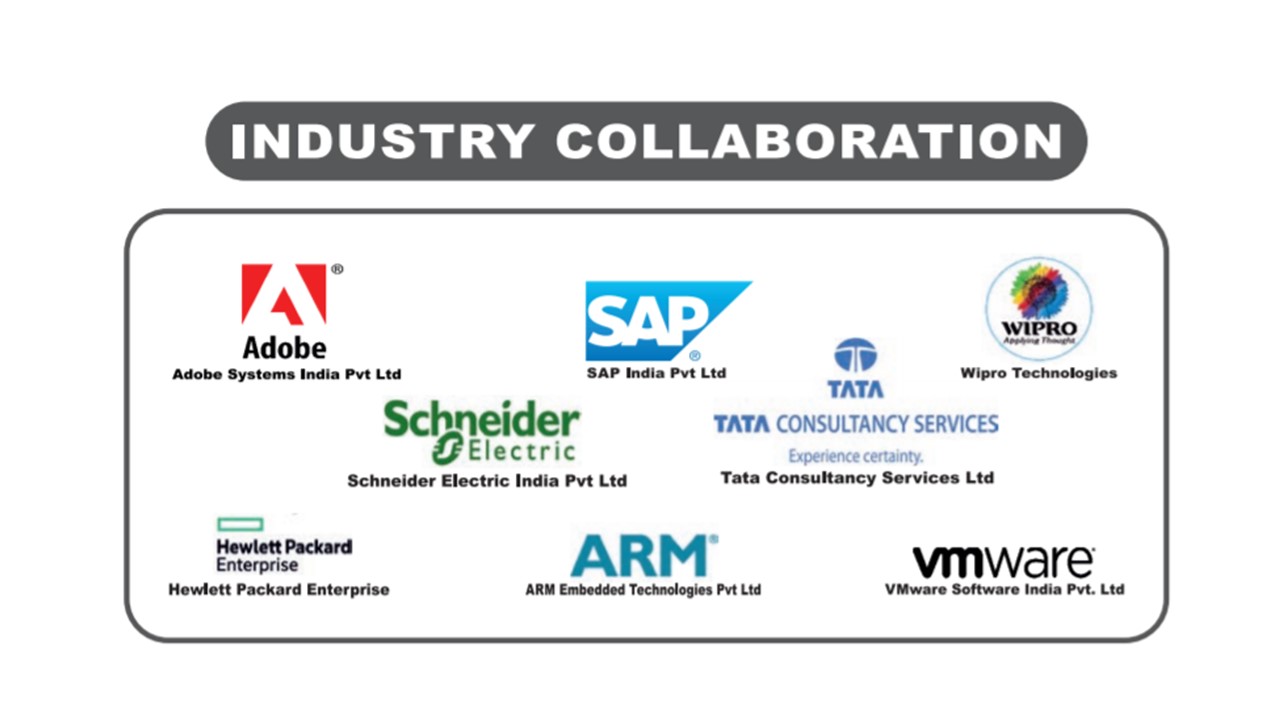 INDUSTRY COLLABORATION
Adobe
Adobe Systems India Pvt Ltd
SAP
SAP India Pvt Ltd
WIPRO
Applying Thought
Wipro Technologies
Schneider
Electric
Schneider Electric India Pvt Ltd
TATA
TATA CONSULTANCY SERVICES
Experience certainty.
Tata Consultancy Services Ltd
Hewlett Packard
Enterprise
Hewlett Packard Enterprise
ARM
ARM Embedded Technologies Pvt Ltd
vmware
VMware Software India Pvt. Ltd